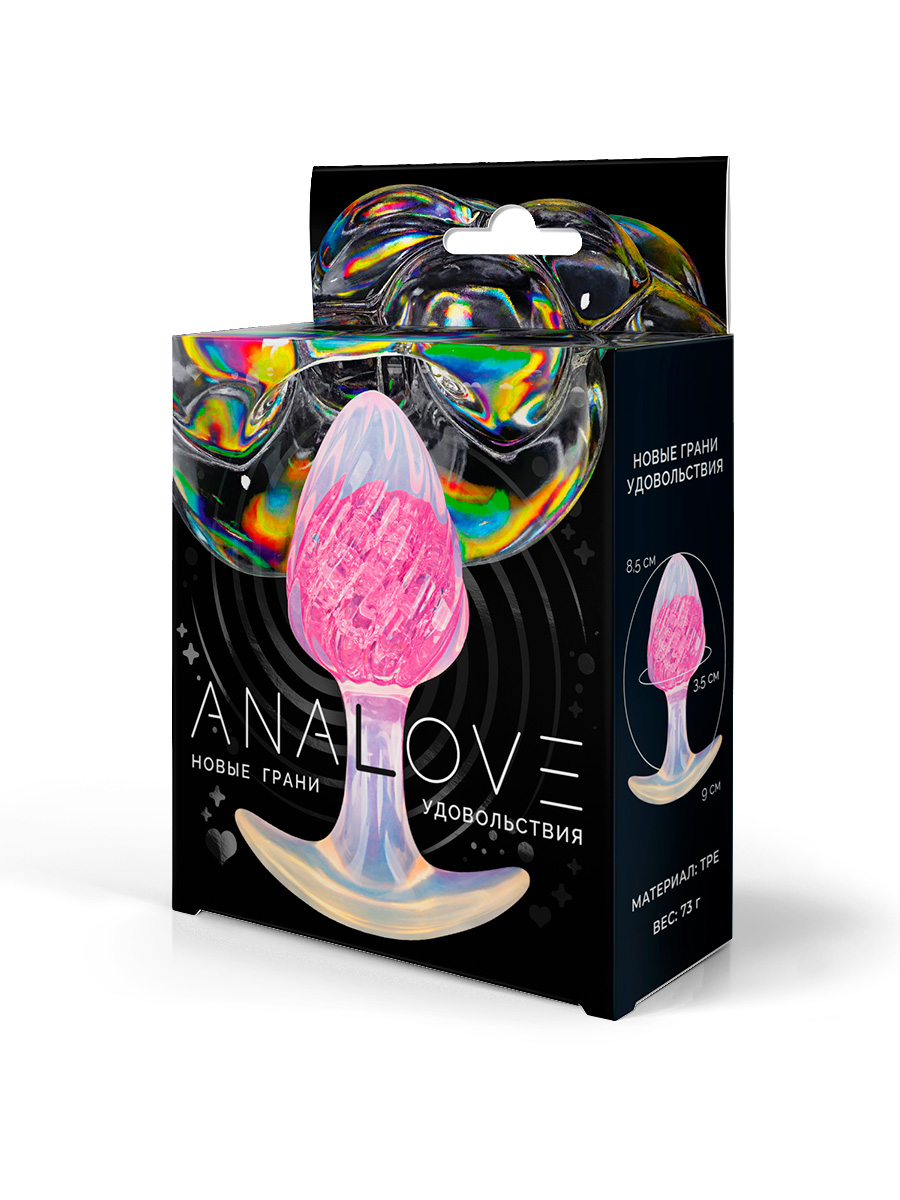 ANALOVE
НОВЫЕ ГРАНИ
УДОВОЛЬСТВИЯ
НОВЫЕ ГРАНИ
УДОВОЛЬСТВИЯ
8.5 СМ
3.5 СМ
9 СМ
МАТЕРИАЛ: TPE
ВЕС: 73 г